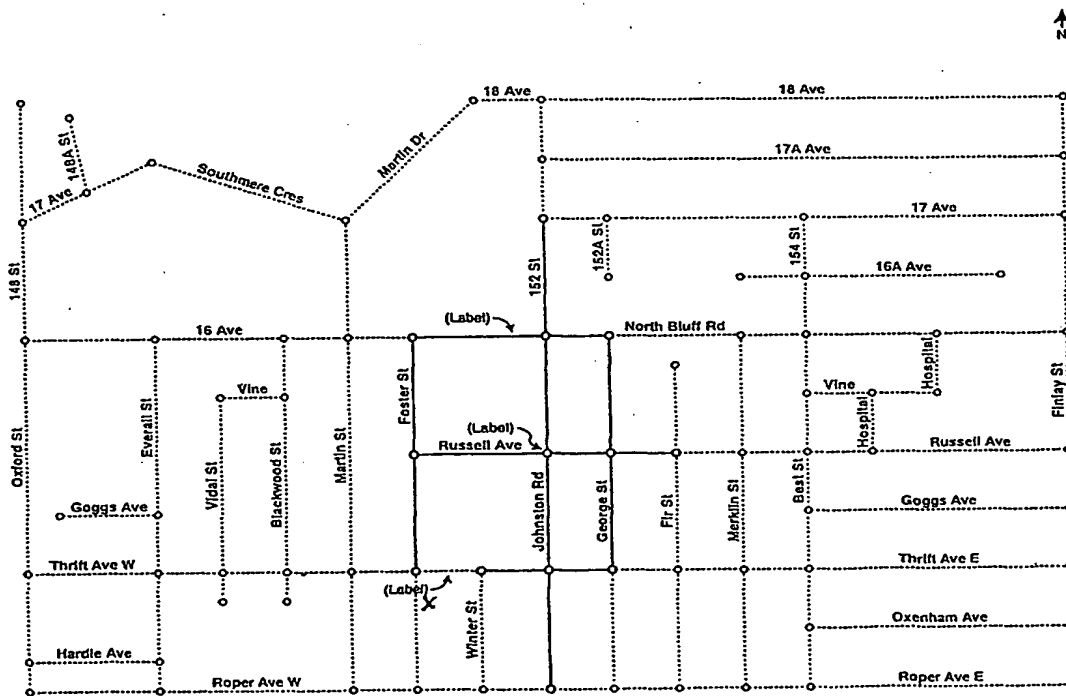 N
18 Ave
18 Ave
148A St
Martin Dr
17A Ave
Southmere Cres
17 Ave
17 Ave
148 St
152 St
152A St
154 St
16A Ave
(Label)
16 Ave
North Bluff Rd
Vine
Foster St
Hospital
Vine
Finlay St
(Label)
Russell Ave
Hospital
Russell Ave
Oxford St
Everall St
Vidal St
Blackwood St
Martin St
Johnston Rd
George St
Fir St
Merklin St
Best St
Goggs Ave
Goggs Ave
Thrift Ave W
Thrift Ave E
(Label)
X
Winter St
Oxenham Ave
Hardie Ave
Roper Ave W
Roper Ave E